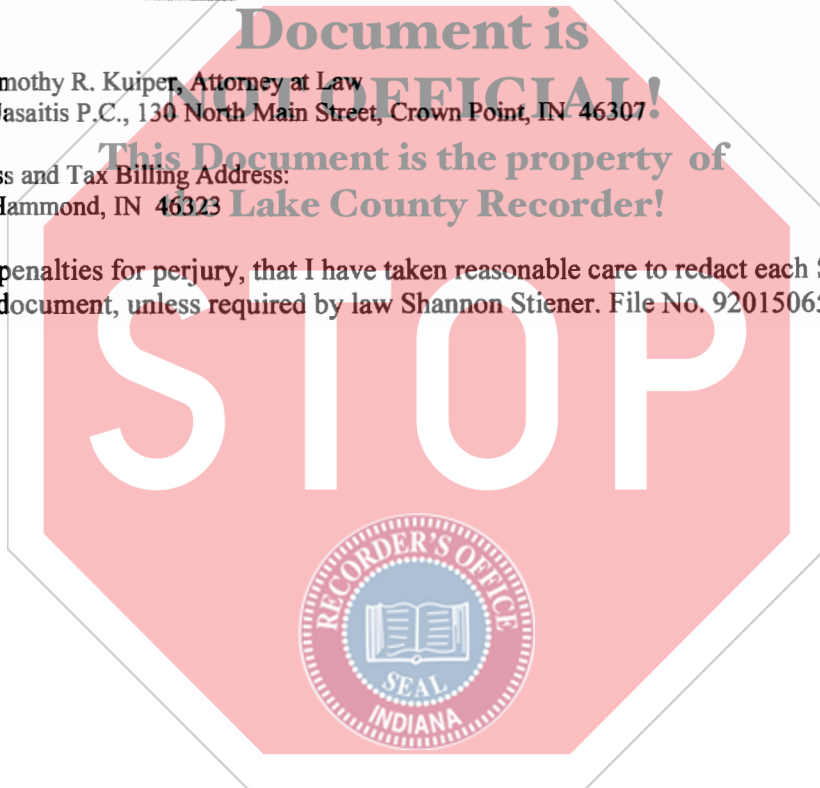 Document is
mothy R. Kuiper, Attorney at Law
NOT OFFICIAL!
Jasaitis P.C., 130 North Main Street, Crown Point, IN 46307
This Document is the property of
ss and Tax Billing Address:
the Lake County Recorder!
Hammond, IN 46323
penalties for perjury, that I have taken reasonable care to redact each S
document, unless required by law Shannon Stiener. File No. 9201506
STOP
RECORDER'S OFFICE
SEAL
INDIANA